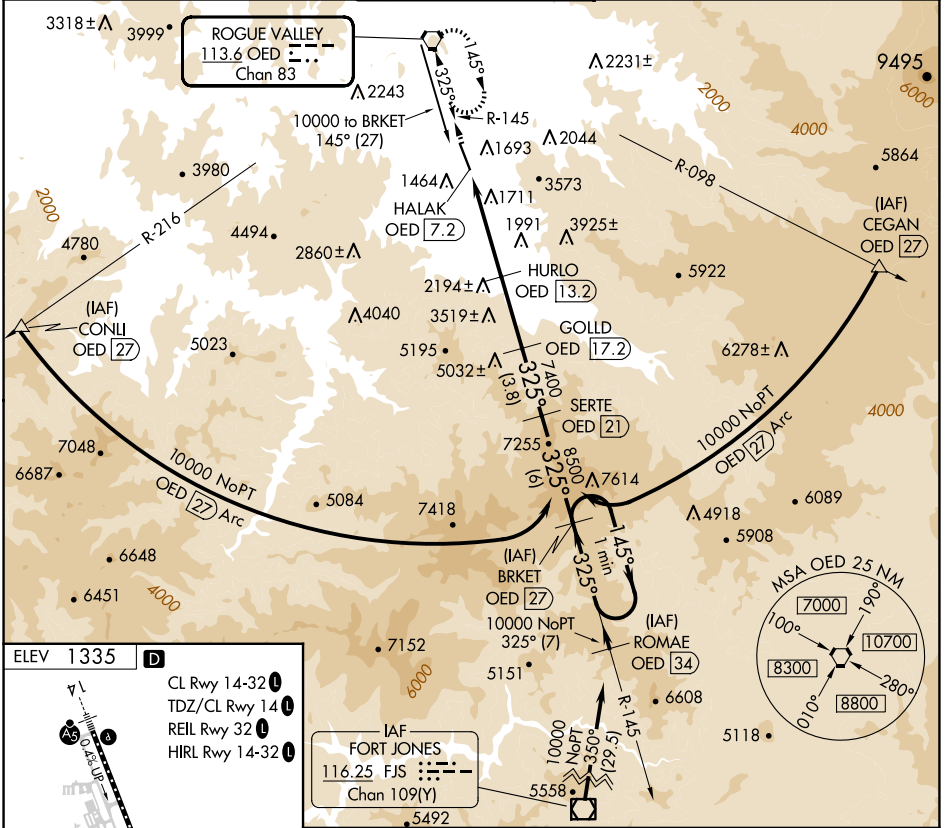 3318±
3999
ROGUE VALLEY
113.6 OED
Chan 83
145°
325°
2231±
9495
6000
2243
2000
10000 to BRKET
145° (27)
R-145
4000
1693
2044
5864
3980
1464
3573
R-098
2000
R-216
HALAK
OED 7.2
1711
(IAF)
CEGAN
OED 27
4494
1991
3925±
4780
2860±
HURLO
OED 13.2
5922
2194±
(IAF)
CONLI
OED 27
4040
3519±
GOLLD
OED 17.2
5023
5195
5032±
6278±
7400
325°
(3.8)
SERTE
OED 21
4000
10000 NoPT
OED 27 Arc
7048
7255
8500
325°
(6)
6687
10000 NoPT
OED 27 Arc
7614
5084
7418
6089
4918
5908
145°
1 min
325°
6648
(IAF)
BRKET
OED 27
MSA OED 25 NM
6451
4000
7000
190°
100°
10700
8300
280°
8800
010°
10000 NoPT
325° (7)
(IAF)
ROMAE
OED 34
7152
5151
6000
6608
R-145
5118
ELEV 1335 D
14
A5
0.4% UP
CL Rwy 14-32 L
TDZ/CL Rwy 14 L
REIL Rwy 32 L
HIRL Rwy 14-32 L
IAF
FORT JONES
116.25 FJS
Chan 109(Y)
10000
NoPT
350°
(29.5)
5558
5492